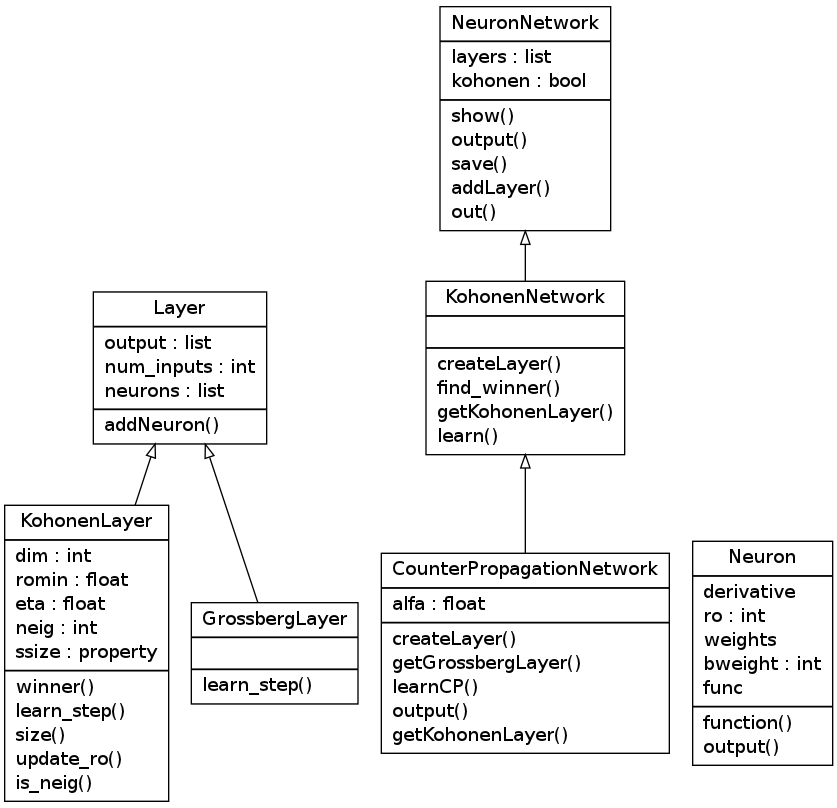 NeuronNetwork
layers : list
kohonen : bool
show()
output()
save()
addLayer()
out()
Layer
output : list
num_inputs : int
neurons : list
addNeuron()
KohonenNetwork
createLayer()
find_winner()
getKohonenLayer()
learn()
KohonenLayer
dim : int
romin : float
eta : float
neig : int
ssize : property
winner()
learn_step()
size()
update_ro()
is_neig()
GrossbergLayer
learn_step()
CounterPropagationNetwork
alfa : float
createLayer()
getGrossbergLayer()
learnCP()
output()
getKohonenLayer()
Neuron
derivative
ro : int
weights
bweight : int
func
function()
output()